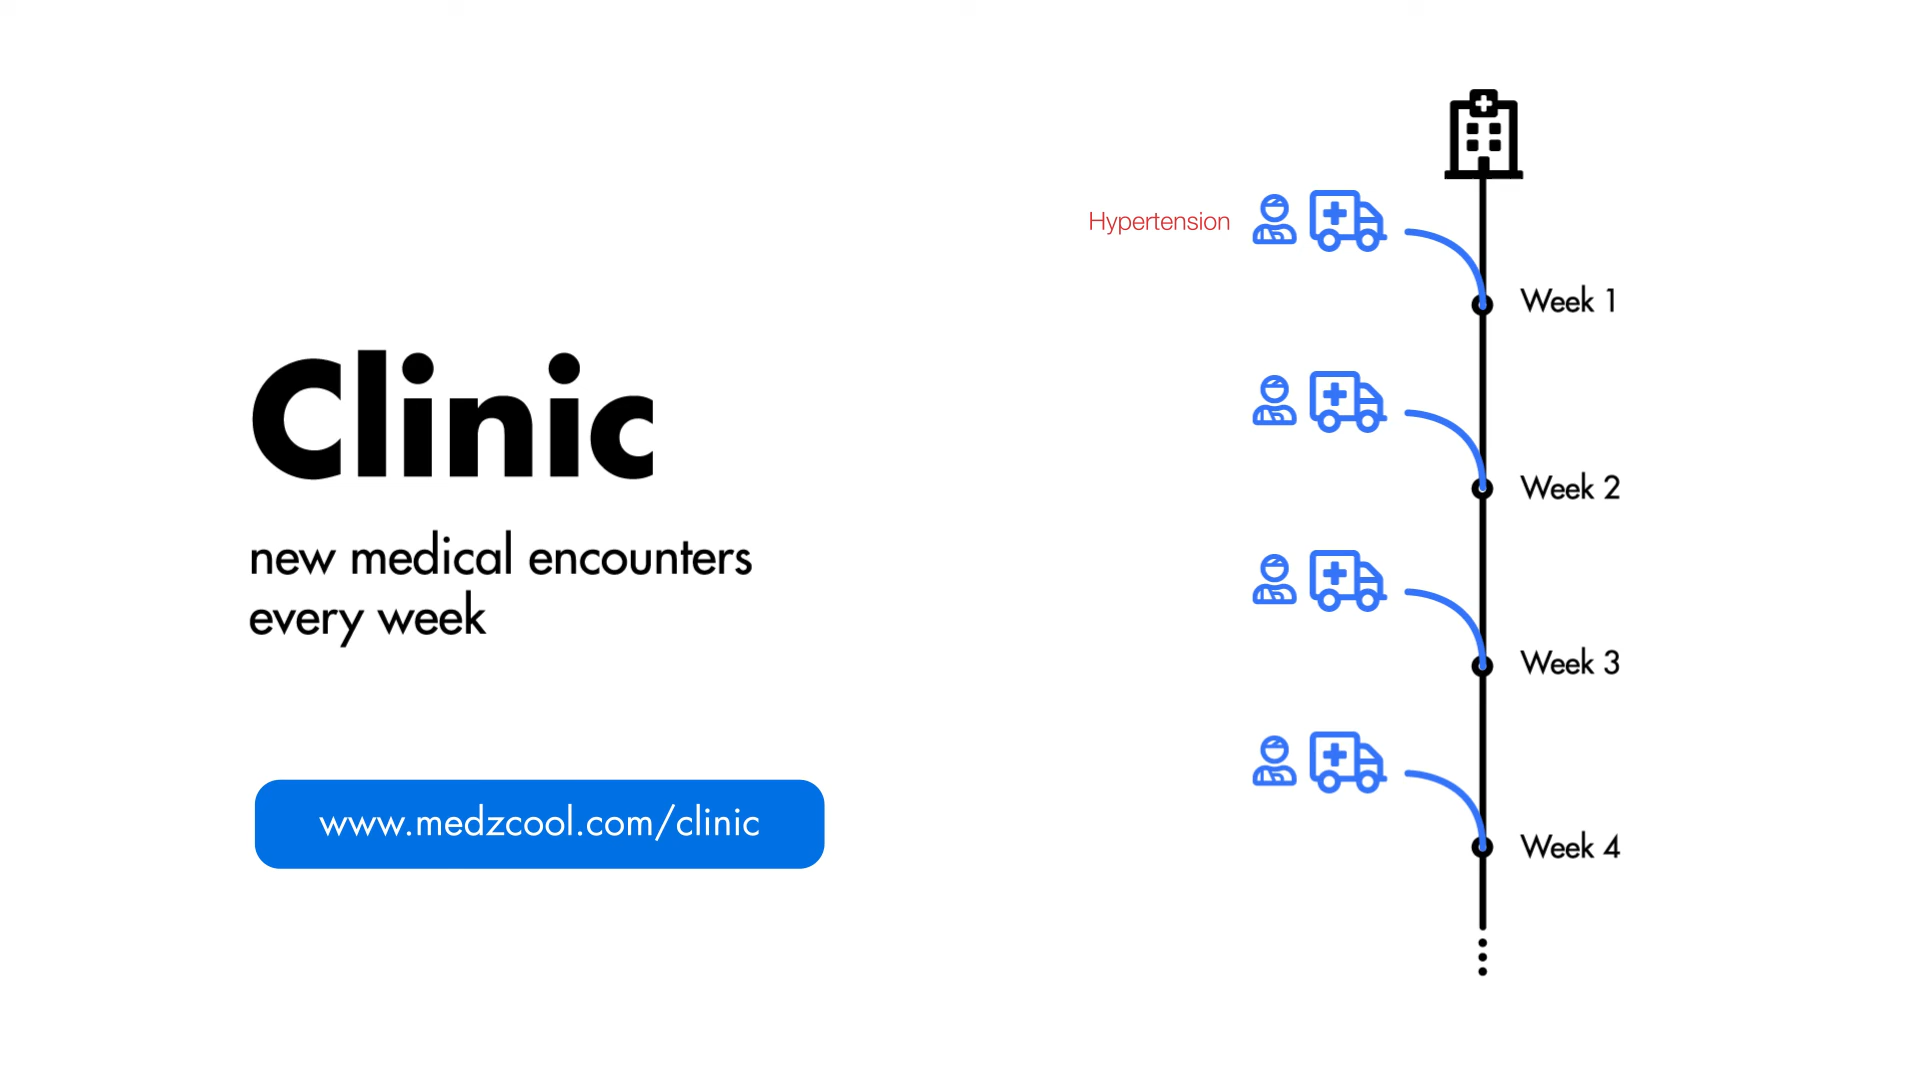 Clinic
new medical encounters
every week
www.medzcool.com/clinic
Hypertension
Week 1
Week 2
Week 3
Week 4